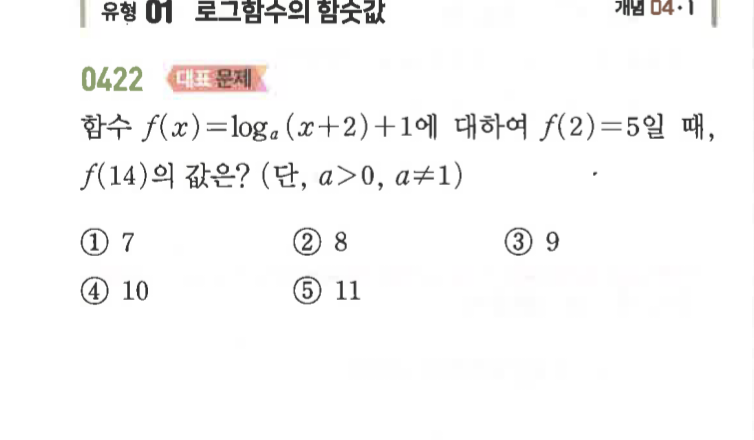 유형 01 로그함수의 함숫값 개념 04·1
0422 대표 문제
함수 f(x)=logₐ(x+2)+1에 대하여 f(2)=5일 때,
f(14)의 값은? (단, a>0, a≠1)
① 7 ② 8 ③ 9
④ 10 ⑤ 11